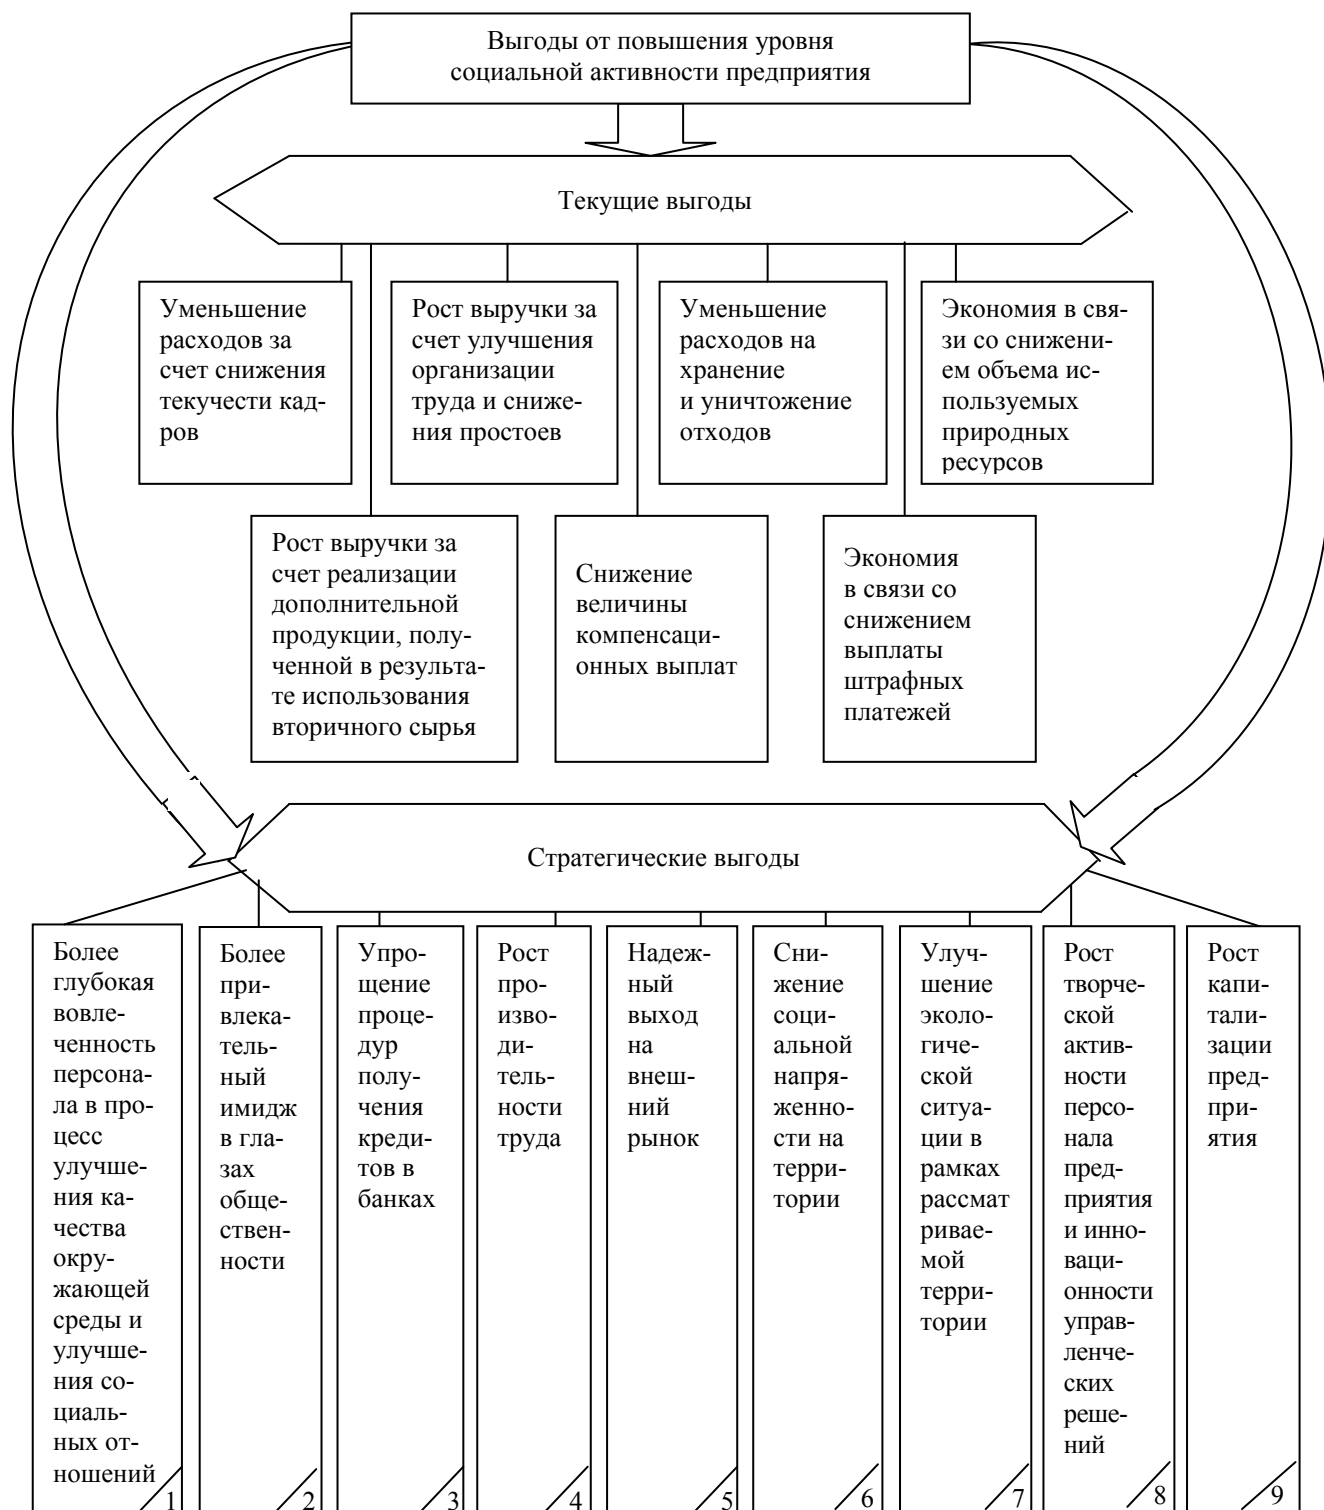 Выгоды от повышения уровня
социальной активности предприятия
Текущие выгоды
Уменьшение
расходов за
счет снижения
текучести кад-
ров
Рост выручки за
счет улучшения
организации
труда и сниже-
ния простоев
Уменьшение
расходов на
хранение
и уничтожение
отходов
Экономия в свя-
зи со снижени-
ем объема ис-
пользуемых
природных
ресурсов
Рост выручки за
счет реализации
дополнительной
продукции, полу-
ченной в результа-
те использования
вторичного сырья
Снижение
величины
компенсаци-
онных выплат
Экономия
в связи со
снижением
выплаты
штрафных
платежей
Стратегические выгоды
Более
глубокая
вовле-
ченность
персона-
ла в про-
цесс
улучше-
ния ка-
чества
окру-
жающей
среды и
улучше-
ния со-
циаль-
ных от-
ношений
1
Более
при-
влека-
тель-
ный
имидж
в гла-
зах
обще-
ствен-
ности
2
Упро-
щение
проце-
дур
полу-
чения
креди-
тов в
банках
3
Рост
про-
изво-
ди-
тель-
ности
труда
4
Надеж-
ный
выход
на
внеш-
ний
рынок
5
Сни-
жение
соци-
альной
напря-
женно-
сти на
терри-
тории
6
Улуч-
шение
эколо-
гиче-
ской
ситуа-
ции в
рамках
рассмат
ривае-
мой
терри-
тории
7
Рост
творче-
ской
актив-
ности
персо-
нала
пред-
приятия
и инно-
ваци-
онности
управ-
ленче-
ских
реше-
ний
8
Рост
капи-
тали-
зации
пред-
при-
ятия
9